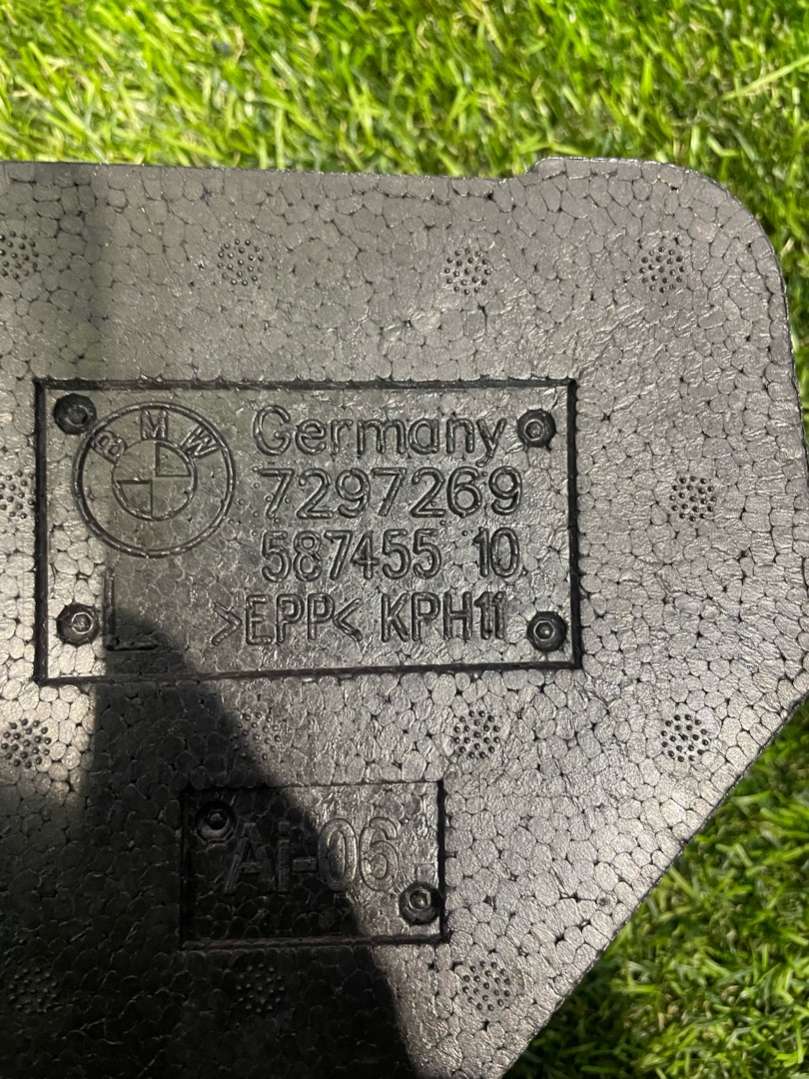 BMW
Germany
7297269
587455 10
L >EPP< KPH11
Ai-06